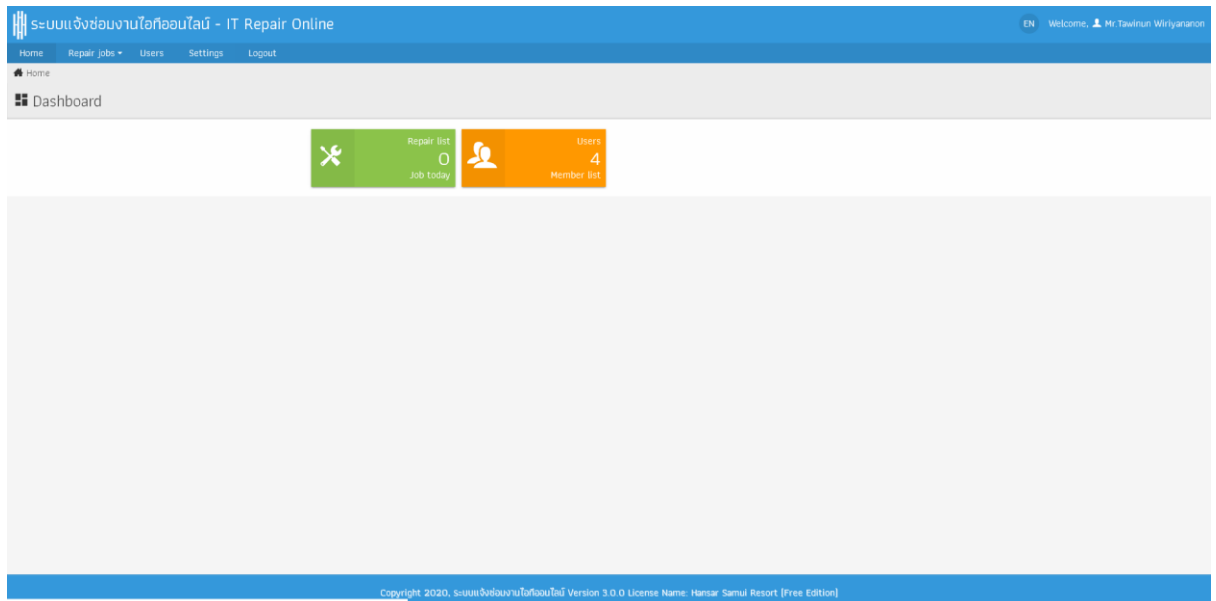 ระบบแจ้งซ่อมงานไอทีออนไลน์ - IT Repair Online
EN Welcome, Mr.Tawinun Wiriyananon
Home Repair jobs Users Settings Logout
Home
Dashboard
Repair list
0
Job today
Users
4
Member list
Copyright 2020, ระบบแจ้งซ่อมงานไอทีออนไลน์ Version 3.0.0 License Name: Hansar Samui Resort [Free Edition]